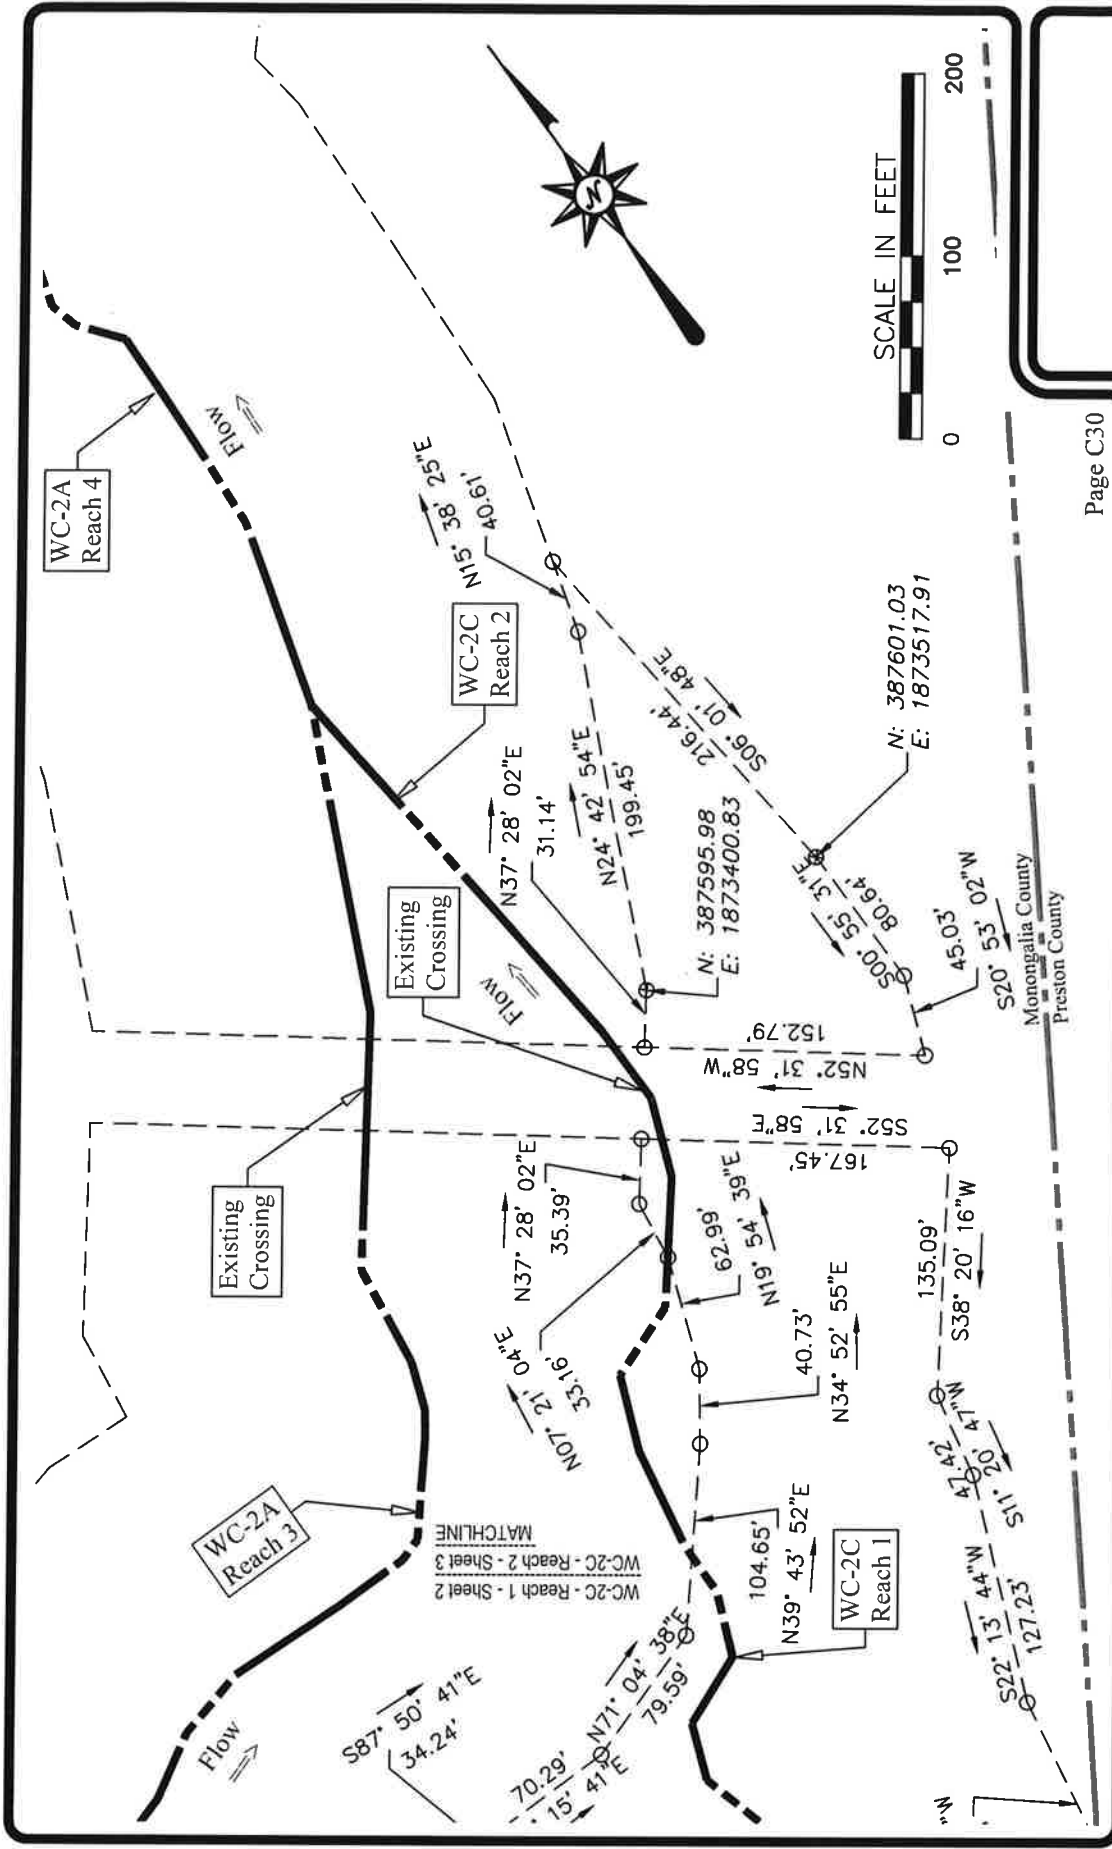 WC-2A
Reach 4
Flow
N15° 38' 25"E
40.61'
WC-2C
Reach 2
N
SCALE IN FEET
0
100
200
Existing
Crossing
Flow
N37° 28' 02"E
31.14'
N24° 42' 54"E
199.45'
216.44'
S06° 01' 48"E
N: 387595.98
E: 1873400.83
N: 387601.03
E: 1873517.91
S00° 55' 31"E
80.64'
45.03'
S20° 53' 02"W
N52° 31' 58"W
152.79'
S52° 31' 58"E
167.45'
Monongalia County
Preston County
Existing
Crossing
N37° 28' 02"E
35.39'
N07° 21' 04"E
33.16'
62.99'
N19° 54' 39"E
40.73'
N34° 52' 55"E
135.09'
S38° 20' 16"W
WC-2A
Reach 3
WC-2C - Reach 1 - Sheet 2
WC-2C - Reach 2 - Sheet 3
MATCHLINE
104.65'
N39° 43' 52"E
WC-2C
Reach 1
47.42'
S11° 20' 47"W
S22° 13' 44"W
127.23'
Flow
S87° 50' 41"E
34.24'
N71° 04' 38"E
79.59'
70.29'
° 15' 41"E
"W
'
Page C30